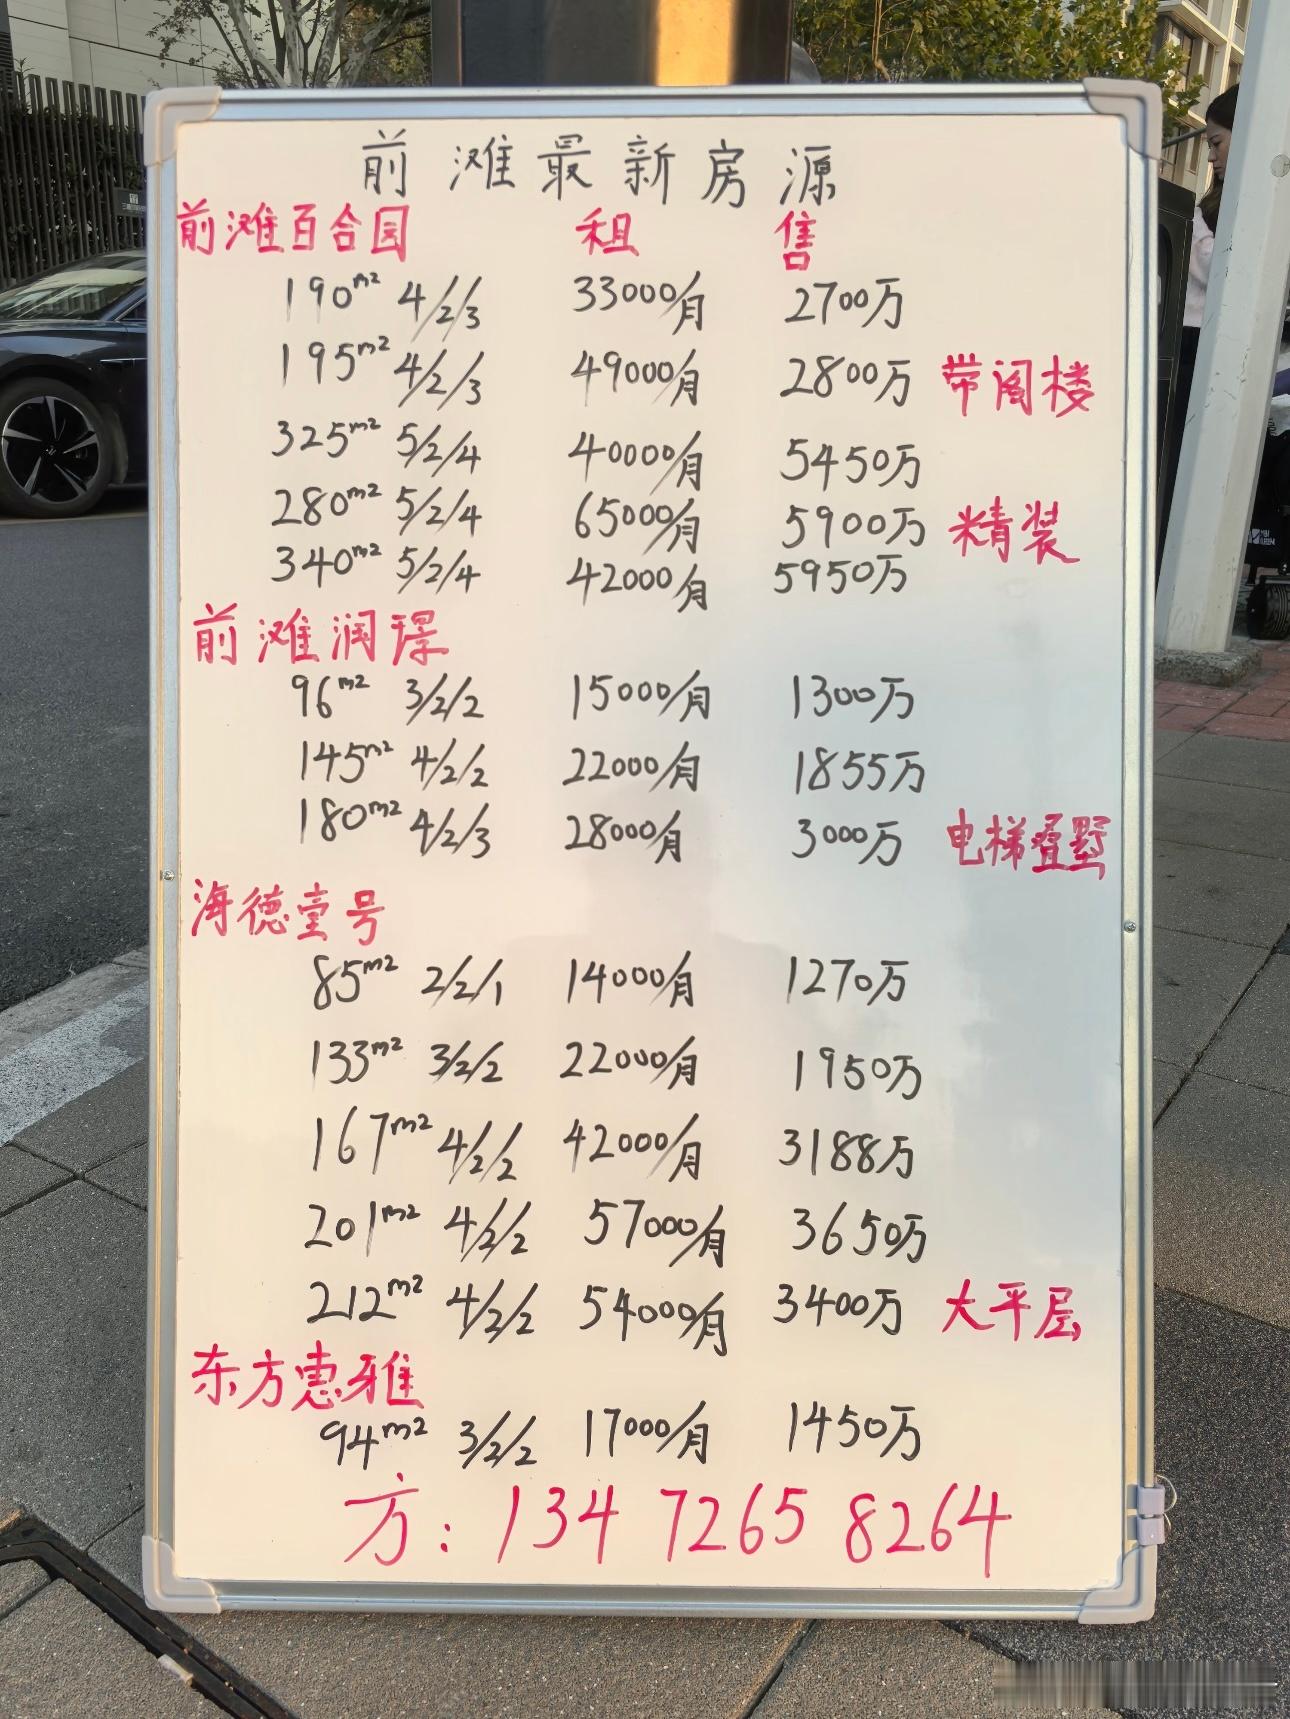 前滩最新房源
前滩百合园 租 售
190m² 4/2/3 33000/月 2700万
195m² 4/2/3 49000/月 2800万 带阁楼
325m² 5/2/4 40000/月 5450万
280m² 5/2/4 65000/月 5900万 精装
340m² 5/2/4 42000/月 5950万
前滩润璟
96m² 3/2/2 15000/月 1300万
145m² 4/2/2 22000/月 1855万
180m² 4/2/3 28000/月 3000万 电梯叠墅
海德壹号
85m² 2/2/1 14000/月 1270万
133m² 3/2/2 22000/月 1950万
167m² 4/2/2 42000/月 3188万
201m² 4/2/2 57000/月 3650万
212m² 4/2/2 54000/月 3400万 大平层
东方惠雅
94m² 3/2/2 17000/月 1450万
方: 134 7265 8264